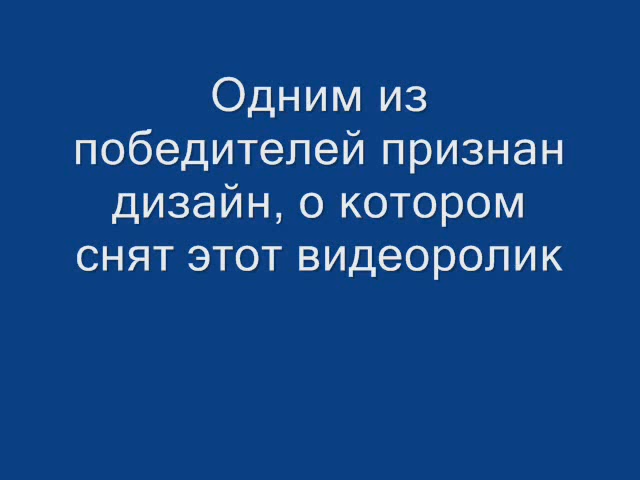 Одним из
победителей признан
дизайн, о котором
снят этот видеоролик